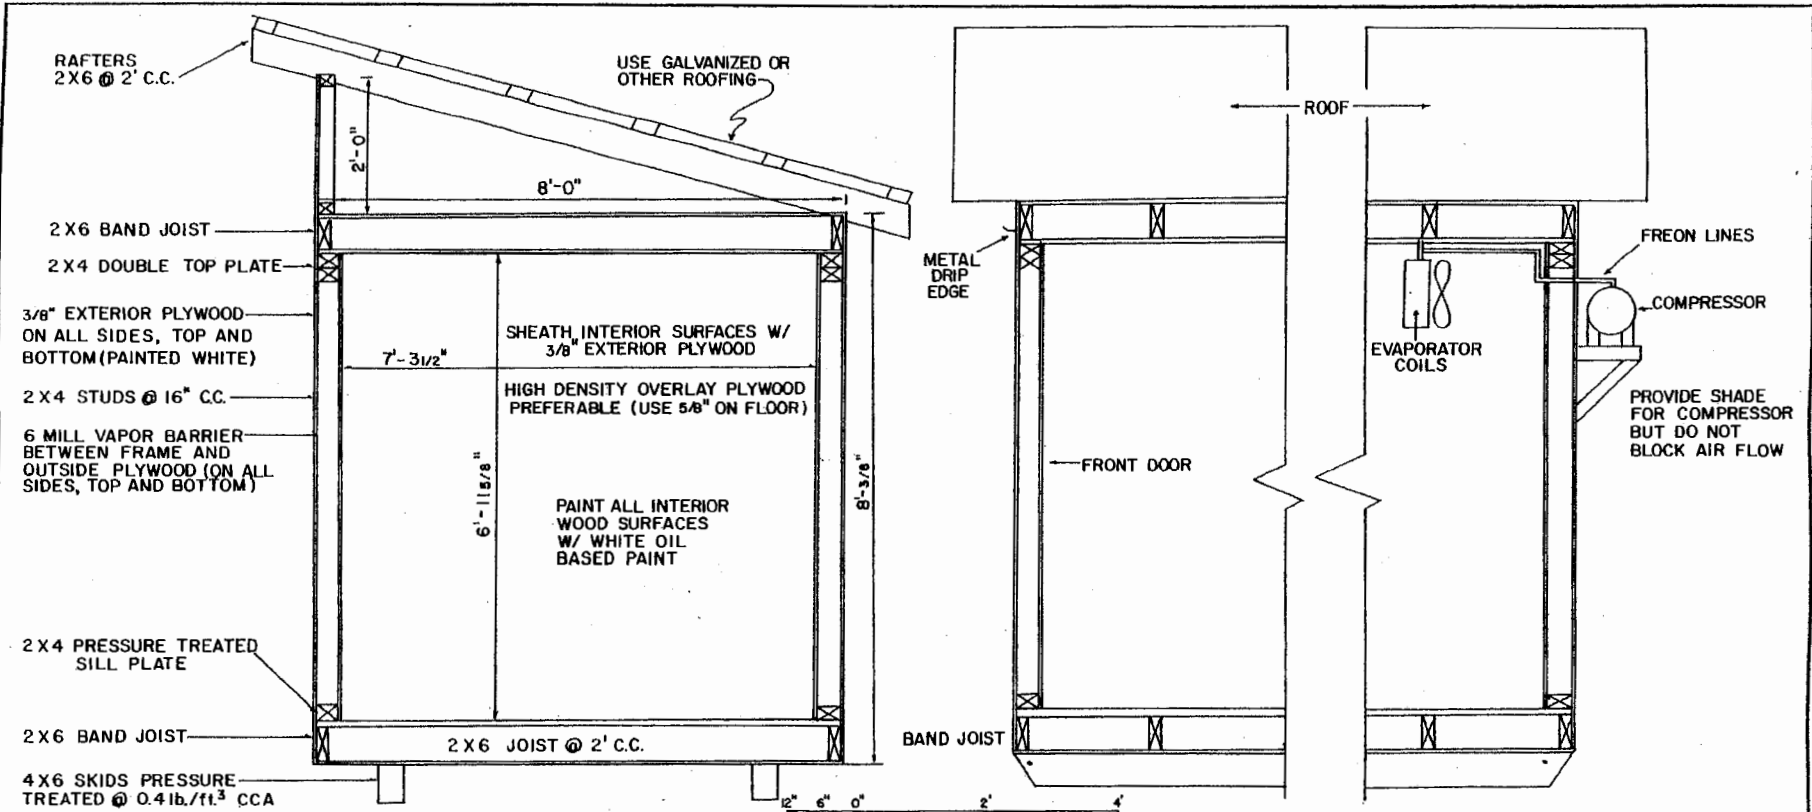 RAFTERS
2X6 @ 2' C.C.
USE GALVANIZED OR
OTHER ROOFING
2'-0"
8'-0"
2X6 BAND JOIST
2X4 DOUBLE TOP PLATE
3/8" EXTERIOR PLYWOOD
ON ALL SIDES, TOP AND
BOTTOM (PAINTED WHITE)
2X4 STUDS @ 16" C.C.
6 MILL VAPOR BARRIER
BETWEEN FRAME AND
OUTSIDE PLYWOOD (ON ALL
SIDES, TOP AND BOTTOM)
2X4 PRESSURE TREATED
SILL PLATE
2X6 BAND JOIST
4X6 SKIDS PRESSURE
TREATED @ 0.4 lb./ft.³ CCA
SHEATH INTERIOR SURFACES W/
3/8" EXTERIOR PLYWOOD
7'-3 1/2"
HIGH DENSITY OVERLAY PLYWOOD
PREFERABLE (USE 5/8" ON FLOOR)
6'-11 5/8"
8'-3/8"
PAINT ALL INTERIOR
WOOD SURFACES
W/ WHITE OIL
BASED PAINT
2X6 JOIST @ 2' C.C.
12" 6" 0" 2' 4'
ROOF
METAL
DRIP
EDGE
FREON LINES
COMPRESSOR
EVAPORATOR
COILS
PROVIDE SHADE
FOR COMPRESSOR
BUT DO NOT
BLOCK AIR FLOW
FRONT DOOR
BAND JOIST